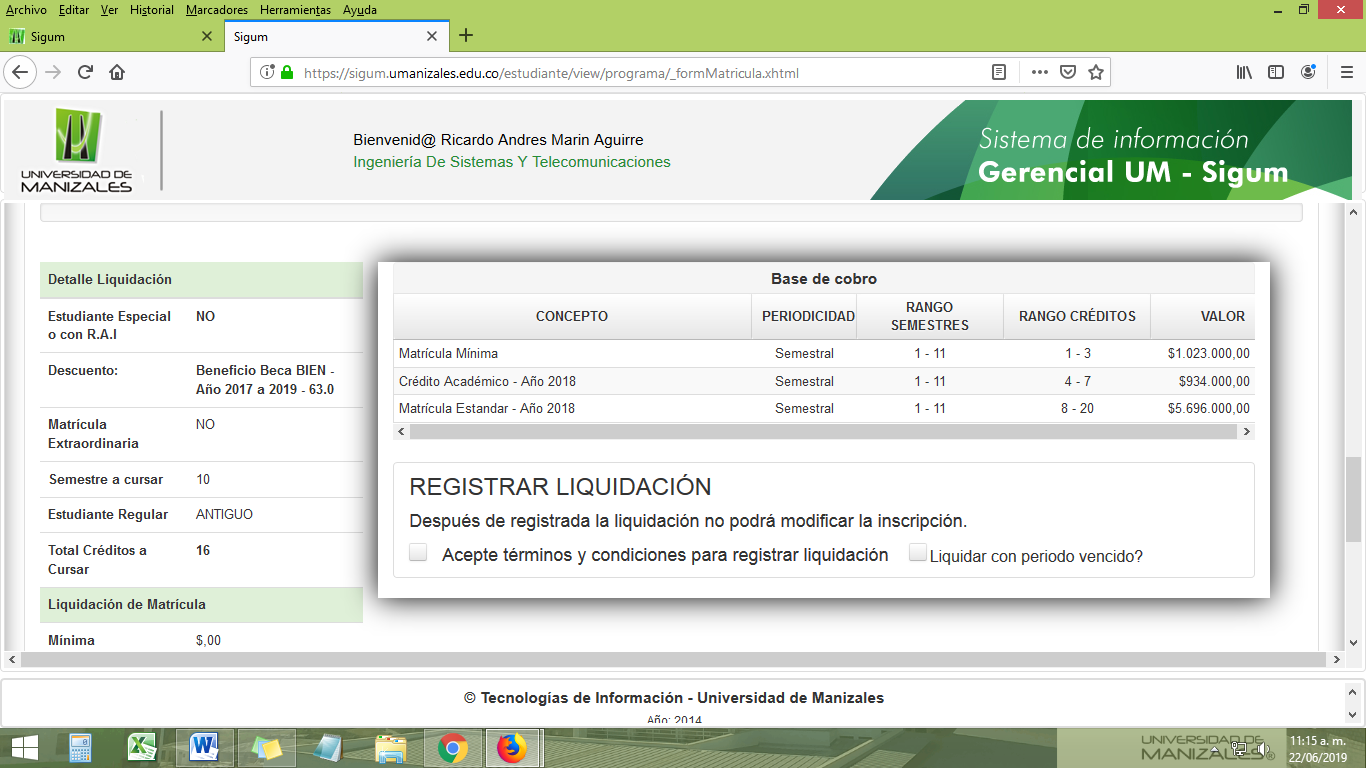 Archivo Editar Ver Historial Marcadores Herramientas Ayuda
Sigum
Sigum
https://sigum.umanizales.edu.co/estudiante/view/programa/_formMatricula.xhtml
UNIVERSIDAD DE
MANIZALES
Bienvenid@ Ricardo Andres Marin Aguirre
Ingeniería De Sistemas Y Telecomunicaciones
Sistema de información
Gerencial UM - Sigum
Detalle Liquidación
Estudiante Especial o con R.A.I NO
Descuento: Beneficio Beca BIEN - Año 2017 a 2019 - 63.0
Matrícula Extraordinaria NO
Semestre a cursar 10
Estudiante Regular ANTIGUO
Total Créditos a Cursar 16
Liquidación de Matrícula
Mínima $,00
Base de cobro
CONCEPTO PERIODICIDAD RANGO SEMESTRES RANGO CRÉDITOS VALOR
Matrícula Mínima Semestral 1 - 11 1 - 3 $1.023.000,00
Crédito Académico - Año 2018 Semestral 1 - 11 4 - 7 $934.000,00
Matrícula Estandar - Año 2018 Semestral 1 - 11 8 - 20 $5.696.000,00
REGISTRAR LIQUIDACIÓN
Después de registrada la liquidación no podrá modificar la inscripción.
Acepte términos y condiciones para registrar liquidación Liquidar con periodo vencido?
© Tecnologías de Información - Universidad de Manizales
Año: 2014
UNIVERSIDAD DE
MANIZALES®
11:15 a. m.
22/06/2019